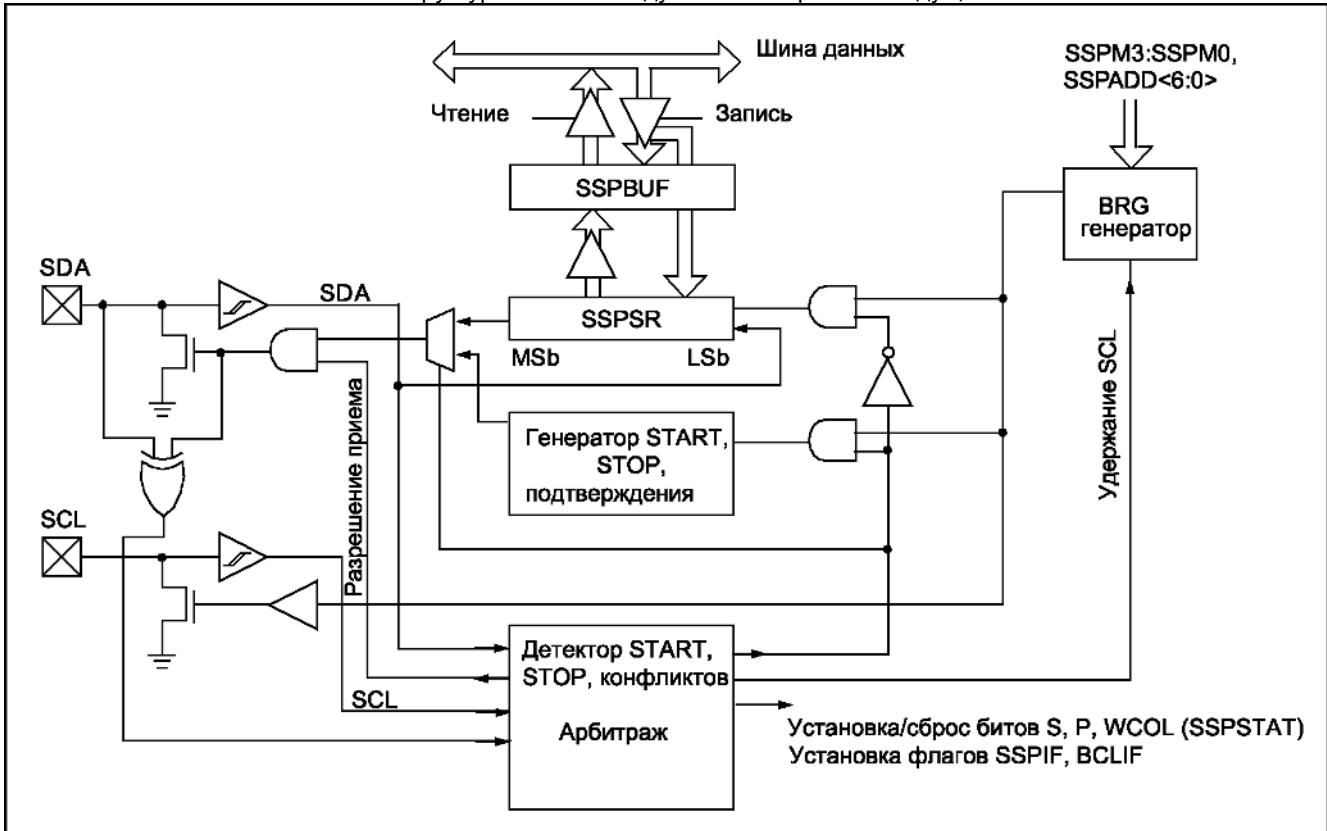 Шина данных
SSPM3:SSPM0,
SSPADD<6:0>
Чтение
Запись
SSPBUF
BRG
генератор
SDA
SDA
SSPSR
MSb
LSb
Генератор START,
STOP,
подтверждения
Разрешение приема
Удержание SCL
SCL
Детектор START,
STOP, конфликтов
SCL
Арбитраж
Установка/сброс битов S, P, WCOL (SSPSTAT)
Установка флагов SSPIF, BCLIF